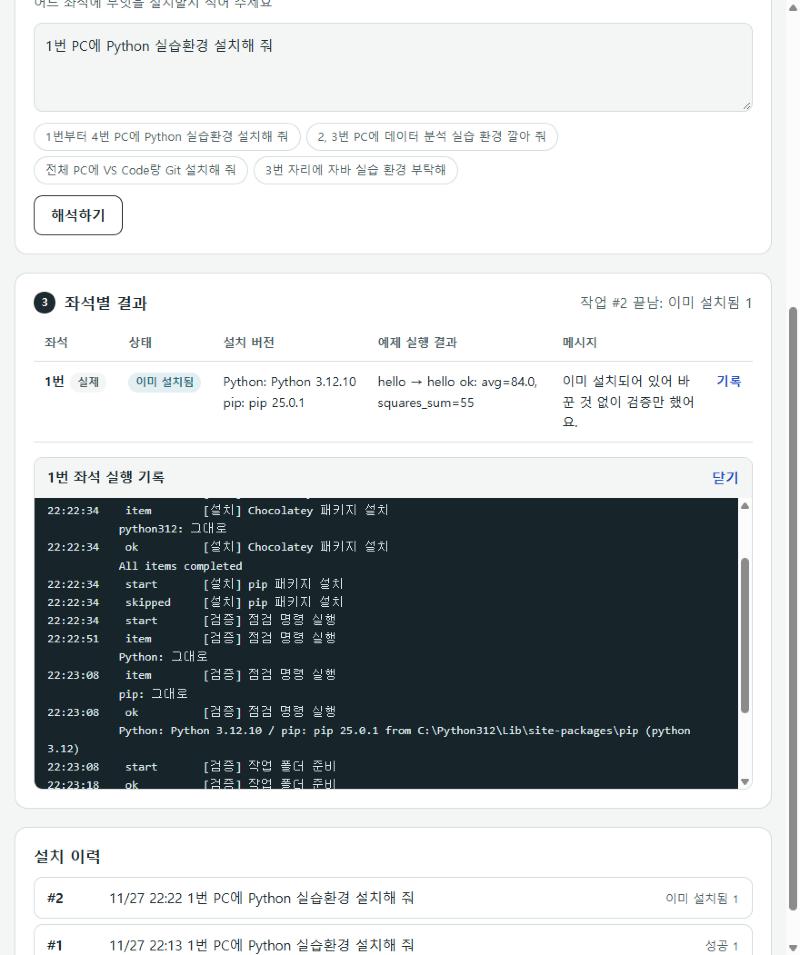 어느 좌석에 무엇을 설치할지 적어 주세요
1번 PC에 Python 실습환경 설치해 줘
1번부터 4번 PC에 Python 실습환경 설치해 줘
2, 3번 PC에 데이터 분석 실습 환경 깔아 줘
전체 PC에 VS Code랑 Git 설치해 줘
3번 자리에 자바 실습 환경 부탁해
해석하기
3 좌석별 결과
작업 #2 끝남: 이미 설치됨 1
좌석 상태 설치 버전 예제 실행 결과 메시지
1번 실제 이미 설치됨 Python: Python 3.12.10 hello → hello ok: avg=84.0, 이미 설치되어 있어 바 기록
pip: pip 25.0.1 squares_sum=55 꾼 것 없이 검증만 했어
요.
1번 좌석 실행 기록 닫기
22:22:34 item [설치] Chocolatey 패키지 설치
python312: 그대로
22:22:34 ok [설치] Chocolatey 패키지 설치
All items completed
22:22:34 start [설치] pip 패키지 설치
22:22:34 skipped [설치] pip 패키지 설치
22:22:34 start [검증] 점검 명령 실행
22:22:51 item [검증] 점검 명령 실행
Python: 그대로
22:23:08 item [검증] 점검 명령 실행
pip: 그대로
22:23:08 ok [검증] 점검 명령 실행
Python: Python 3.12.10 / pip: pip 25.0.1 from C:\Python312\Lib\site-packages\pip (python
3.12)
22:23:08 start [검증] 작업 폴더 준비
22:23:18 ok [검증] 작업 폴더 준비
설치 이력
#2 11/27 22:22 1번 PC에 Python 실습환경 설치해 줘 이미 설치됨 1
#1 11/27 22:13 1번 PC에 Python 실습환경 설치해 줘 성공 1